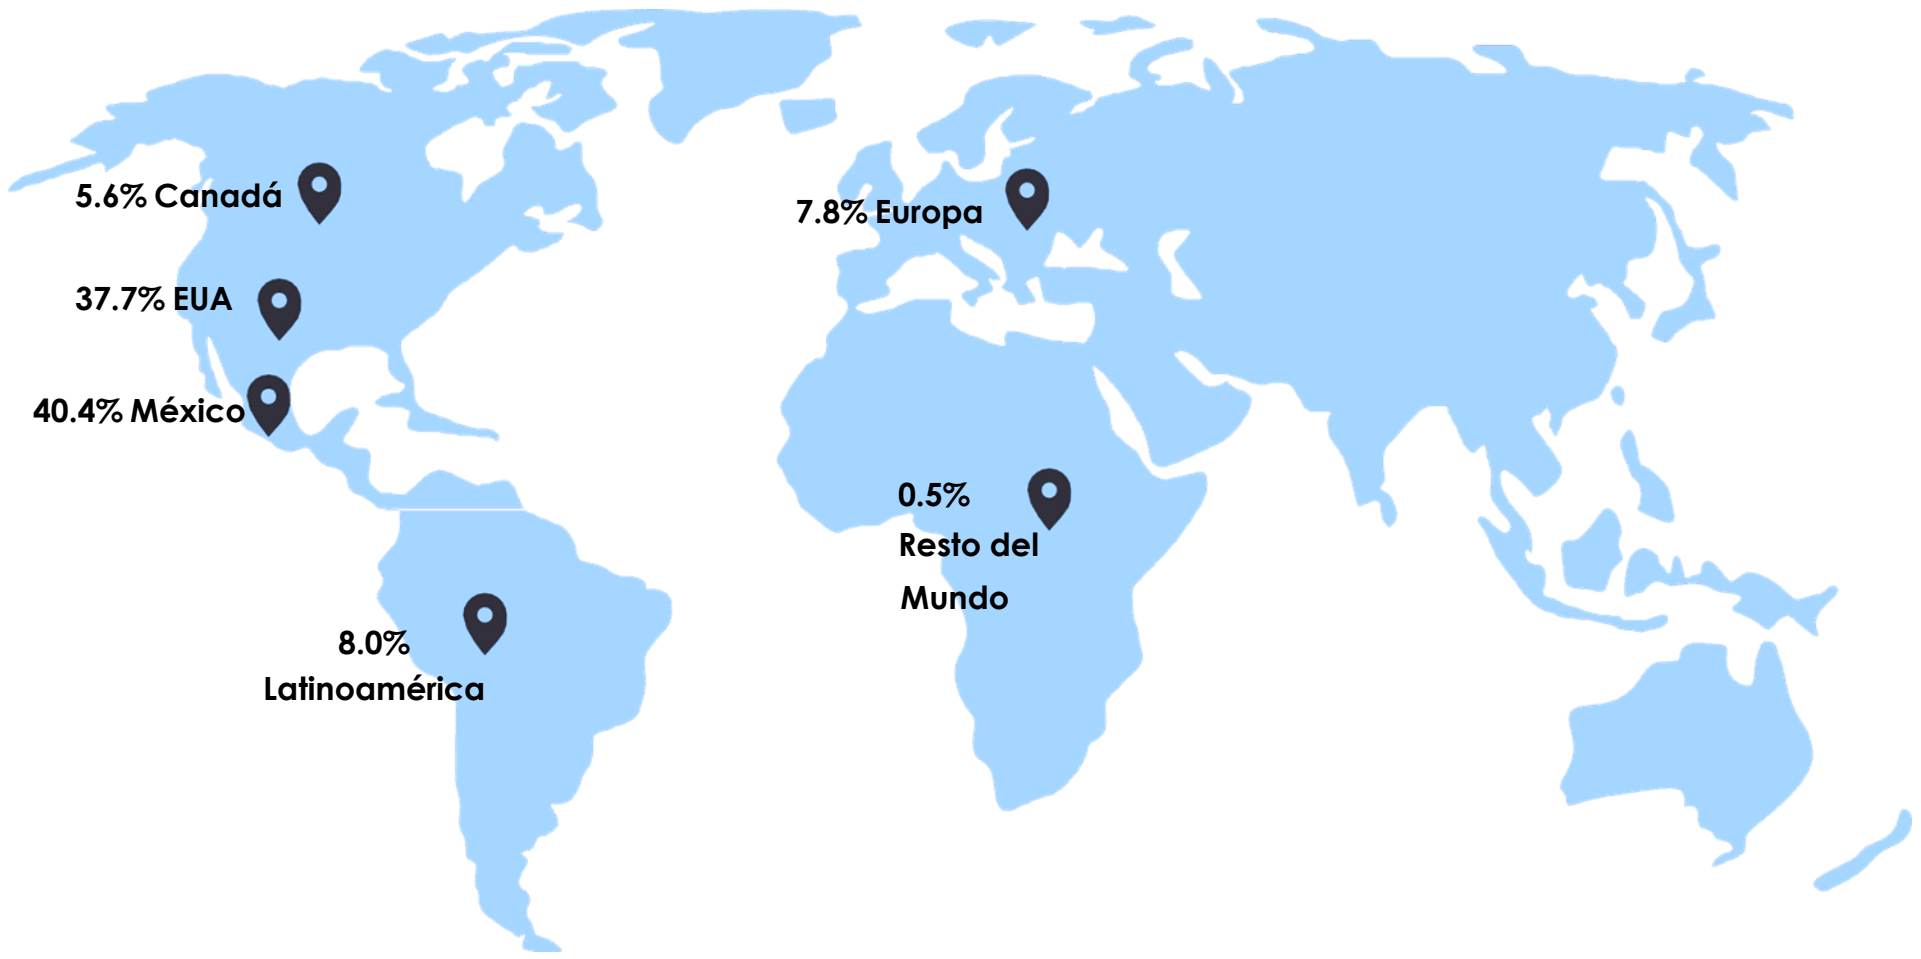 5.6% Canadá
7.8% Europa
37.7% EUA
40.4% México
0.5%
Resto del
Mundo
8.0%
Latinoamérica